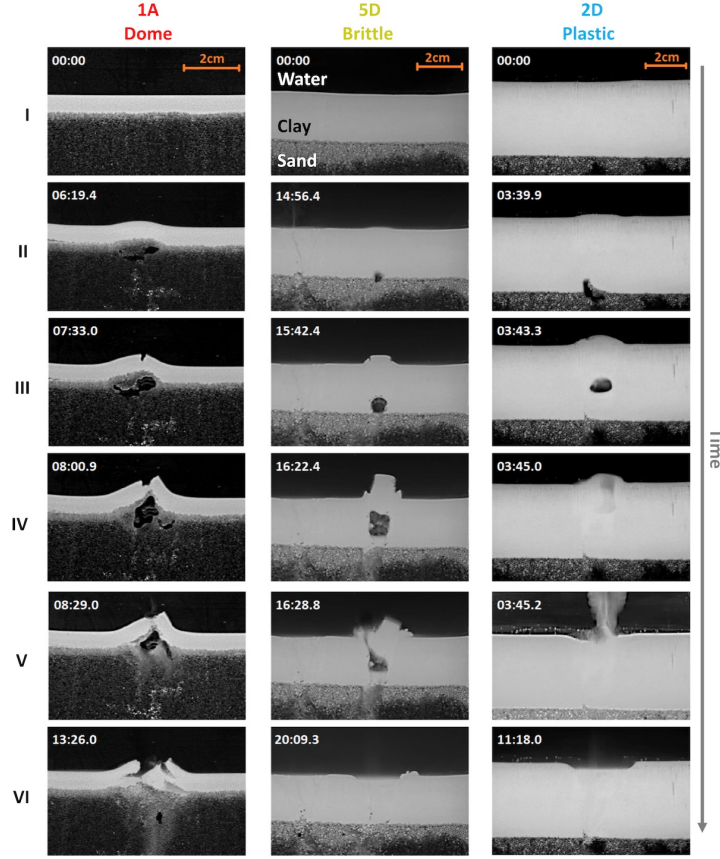 1A 5D 2D
Dome Brittle Plastic
I
00:00 2cm
00:00 2cm
Water
Clay
Sand
00:00 2cm
II
06:19.4
14:56.4
03:39.9
III
07:33.0
15:42.4
03:43.3
Time
IV
08:00.9
16:22.4
03:45.0
V
08:29.0
16:28.8
03:45.2
VI
13:26.0
20:09.3
11:18.0